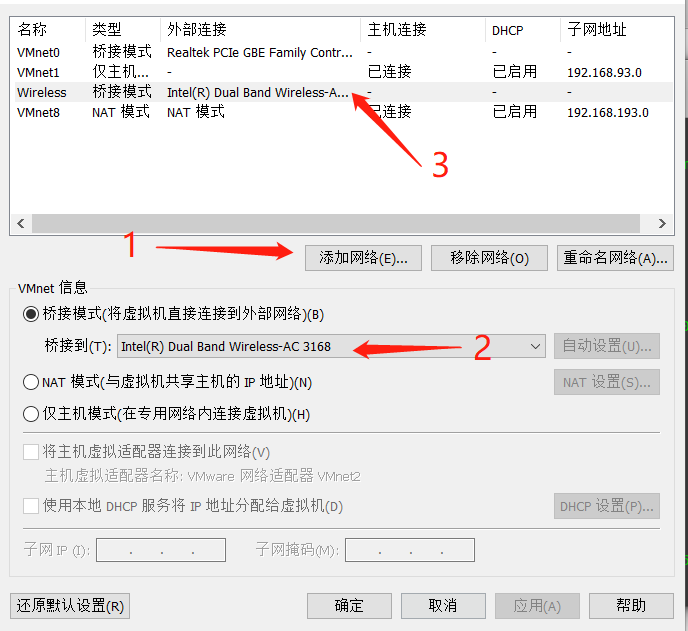 名称 类型 外部连接 主机连接 DHCP 子网地址
VMnet0 桥接模式 Realtek PCIe GBE Family Contr... - - -
VMnet1 仅主机... - 已连接 已启用 192.168.93.0
Wireless 桥接模式 Intel(R) Dual Band Wireless-A... - - -
VMnet8 NAT 模式 NAT 模式 已连接 已启用 192.168.193.0
3
1
添加网络(E)... 移除网络(O) 重命名网络(A)...
VMnet 信息
桥接模式(将虚拟机直接连接到外部网络)(B)
桥接到(T): Intel(R) Dual Band Wireless-AC 3168 2 自动设置(U)...
NAT 模式(与虚拟机共享主机的 IP 地址)(N) NAT 设置(S)...
仅主机模式(在专用网络内连接虚拟机)(H)
将主机虚拟适配器连接到此网络(V)
主机虚拟适配器名称: VMware 网络适配器 VMnet2
使用本地 DHCP 服务将 IP 地址分配给虚拟机(D) DHCP 设置(P)...
子网 IP (I): . . . 子网掩码(M): . . .
还原默认设置(R) 确定 取消 应用(A) 帮助